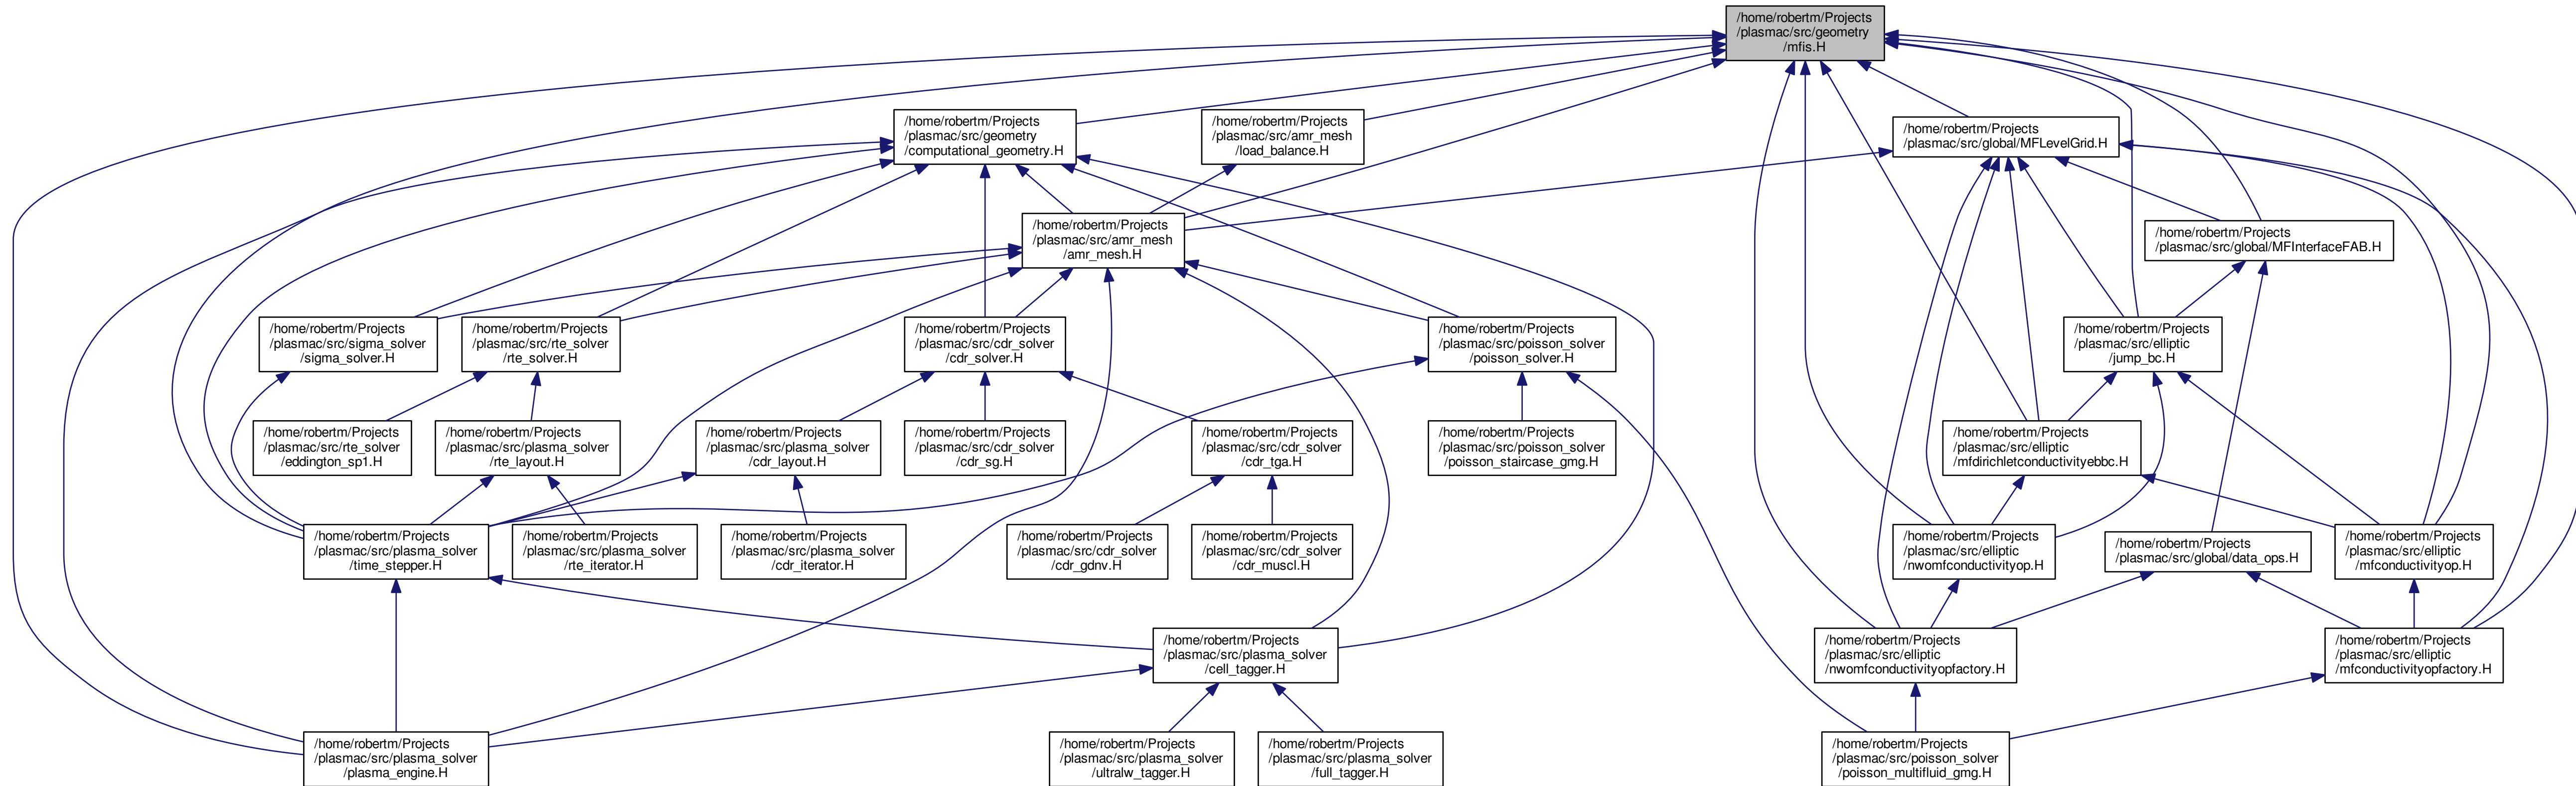 /home/robertm/Projects
/plasmac/src/geometry
/mfis.H
/home/robertm/Projects
/plasmac/src/geometry
/computational_geometry.H
/home/robertm/Projects
/plasmac/src/amr_mesh
/load_balance.H
/home/robertm/Projects
/plasmac/src/global/MFLevelGrid.H
/home/robertm/Projects
/plasmac/src/amr_mesh
/amr_mesh.H
/home/robertm/Projects
/plasmac/src/global/MFInterfaceFAB.H
/home/robertm/Projects
/plasmac/src/sigma_solver
/sigma_solver.H
/home/robertm/Projects
/plasmac/src/rte_solver
/rte_solver.H
/home/robertm/Projects
/plasmac/src/cdr_solver
/cdr_solver.H
/home/robertm/Projects
/plasmac/src/poisson_solver
/poisson_solver.H
/home/robertm/Projects
/plasmac/src/elliptic
/jump_bc.H
/home/robertm/Projects
/plasmac/src/rte_solver
/eddington_sp1.H
/home/robertm/Projects
/plasmac/src/plasma_solver
/rte_layout.H
/home/robertm/Projects
/plasmac/src/plasma_solver
/cdr_layout.H
/home/robertm/Projects
/plasmac/src/cdr_solver
/cdr_sg.H
/home/robertm/Projects
/plasmac/src/cdr_solver
/cdr_tga.H
/home/robertm/Projects
/plasmac/src/poisson_solver
/poisson_staircase_gmg.H
/home/robertm/Projects
/plasmac/src/elliptic
/mfdirichletconductivityebbc.H
/home/robertm/Projects
/plasmac/src/plasma_solver
/time_stepper.H
/home/robertm/Projects
/plasmac/src/plasma_solver
/rte_iterator.H
/home/robertm/Projects
/plasmac/src/plasma_solver
/cdr_iterator.H
/home/robertm/Projects
/plasmac/src/cdr_solver
/cdr_gdnv.H
/home/robertm/Projects
/plasmac/src/cdr_solver
/cdr_muscl.H
/home/robertm/Projects
/plasmac/src/elliptic
/nwomfconductivityop.H
/home/robertm/Projects
/plasmac/src/global/data_ops.H
/home/robertm/Projects
/plasmac/src/elliptic
/mfconductivityop.H
/home/robertm/Projects
/plasmac/src/plasma_solver
/cell_tagger.H
/home/robertm/Projects
/plasmac/src/elliptic
/nwomfconductivityopfactory.H
/home/robertm/Projects
/plasmac/src/elliptic
/mfconductivityopfactory.H
/home/robertm/Projects
/plasmac/src/plasma_solver
/plasma_engine.H
/home/robertm/Projects
/plasmac/src/plasma_solver
/ultralw_tagger.H
/home/robertm/Projects
/plasmac/src/plasma_solver
/full_tagger.H
/home/robertm/Projects
/plasmac/src/poisson_solver
/poisson_multifluid_gmg.H